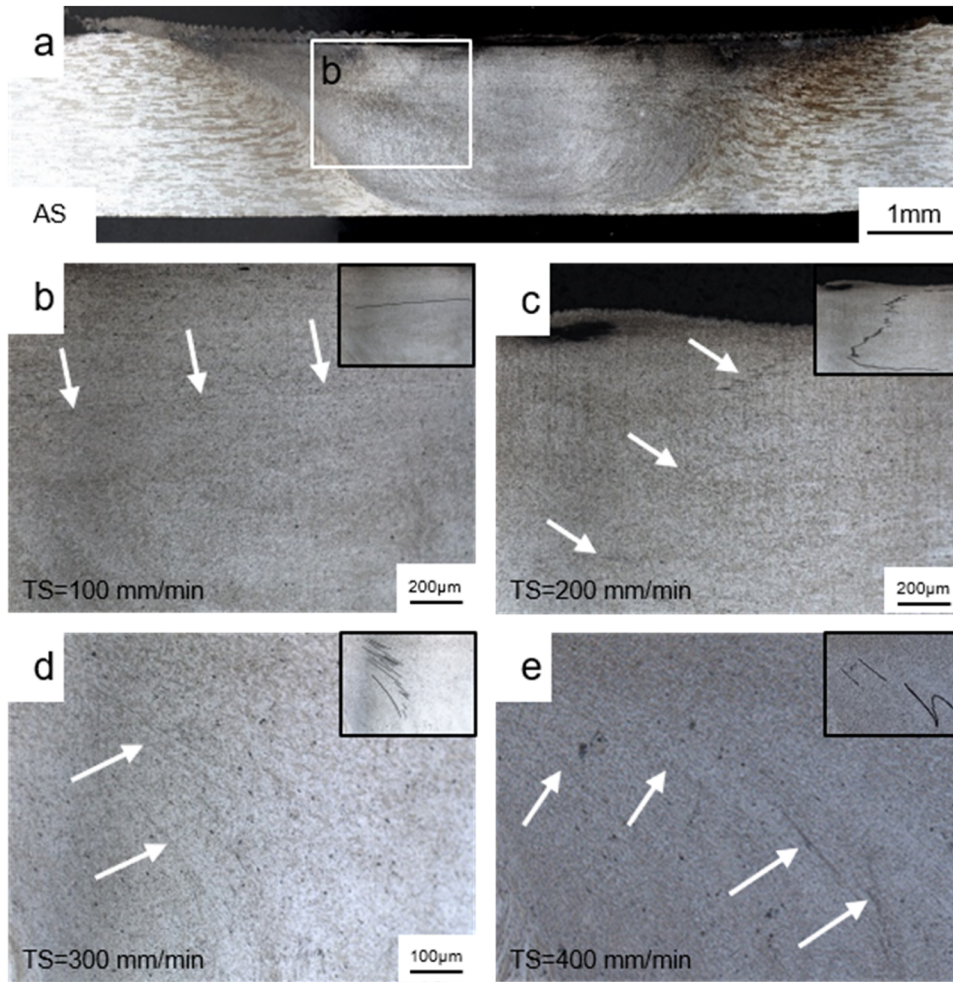 a
b
AS
1mm
b
TS=100 mm/min
200μm
c
TS=200 mm/min
200μm
d
TS=300 mm/min
100μm
e
TS=400 mm/min